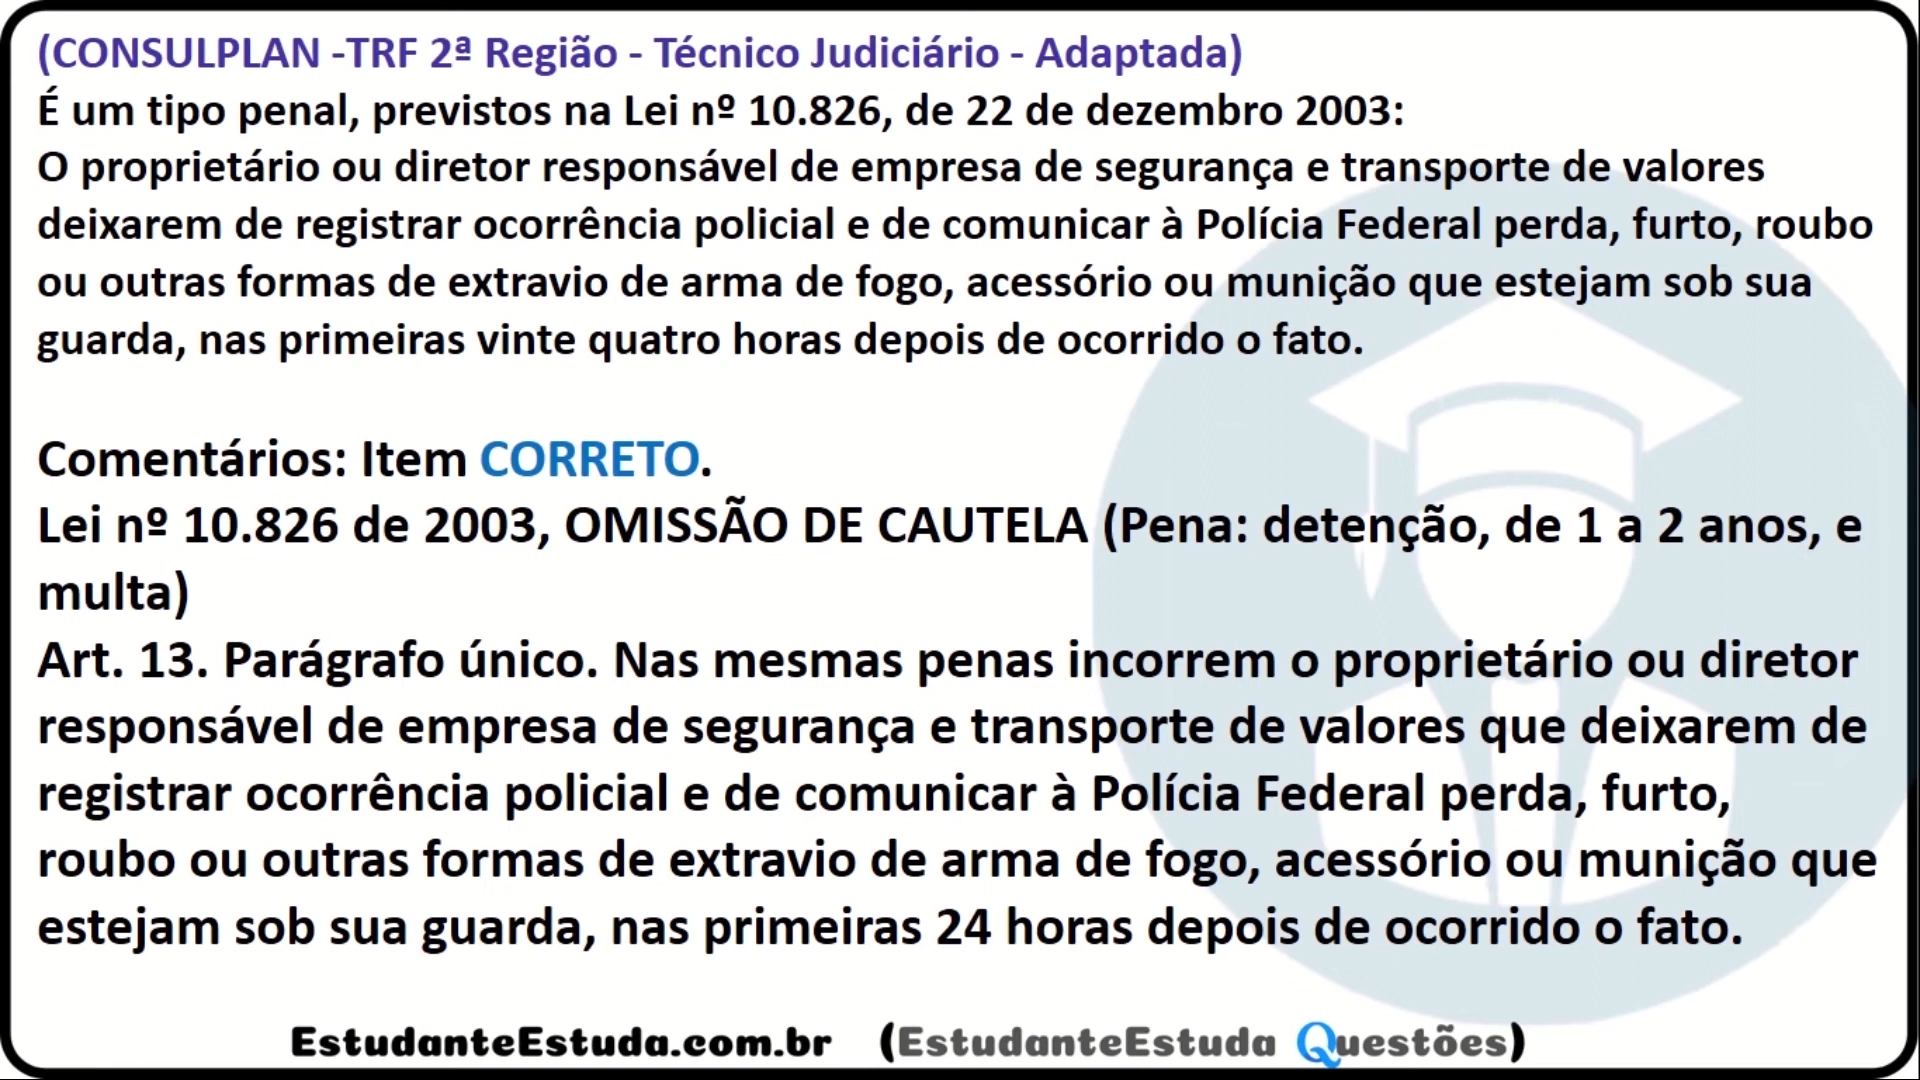 (CONSULPLAN -TRF 2ª Região - Técnico Judiciário - Adaptada)
É um tipo penal, previstos na Lei nº 10.826, de 22 de dezembro 2003:
O proprietário ou diretor responsável de empresa de segurança e transporte de valores
deixarem de registrar ocorrência policial e de comunicar à Polícia Federal perda, furto, roubo
ou outras formas de extravio de arma de fogo, acessório ou munição que estejam sob sua
guarda, nas primeiras vinte quatro horas depois de ocorrido o fato.
Comentários: Item CORRETO.
Lei nº 10.826 de 2003, OMISSÃO DE CAUTELA (Pena: detenção, de 1 a 2 anos, e
multa)
Art. 13. Parágrafo único. Nas mesmas penas incorrem o proprietário ou diretor
responsável de empresa de segurança e transporte de valores que deixarem de
registrar ocorrência policial e de comunicar à Polícia Federal perda, furto,
roubo ou outras formas de extravio de arma de fogo, acessório ou munição que
estejam sob sua guarda, nas primeiras 24 horas depois de ocorrido o fato.
EstudanteEstuda.com.br (EstudanteEstuda Questões)